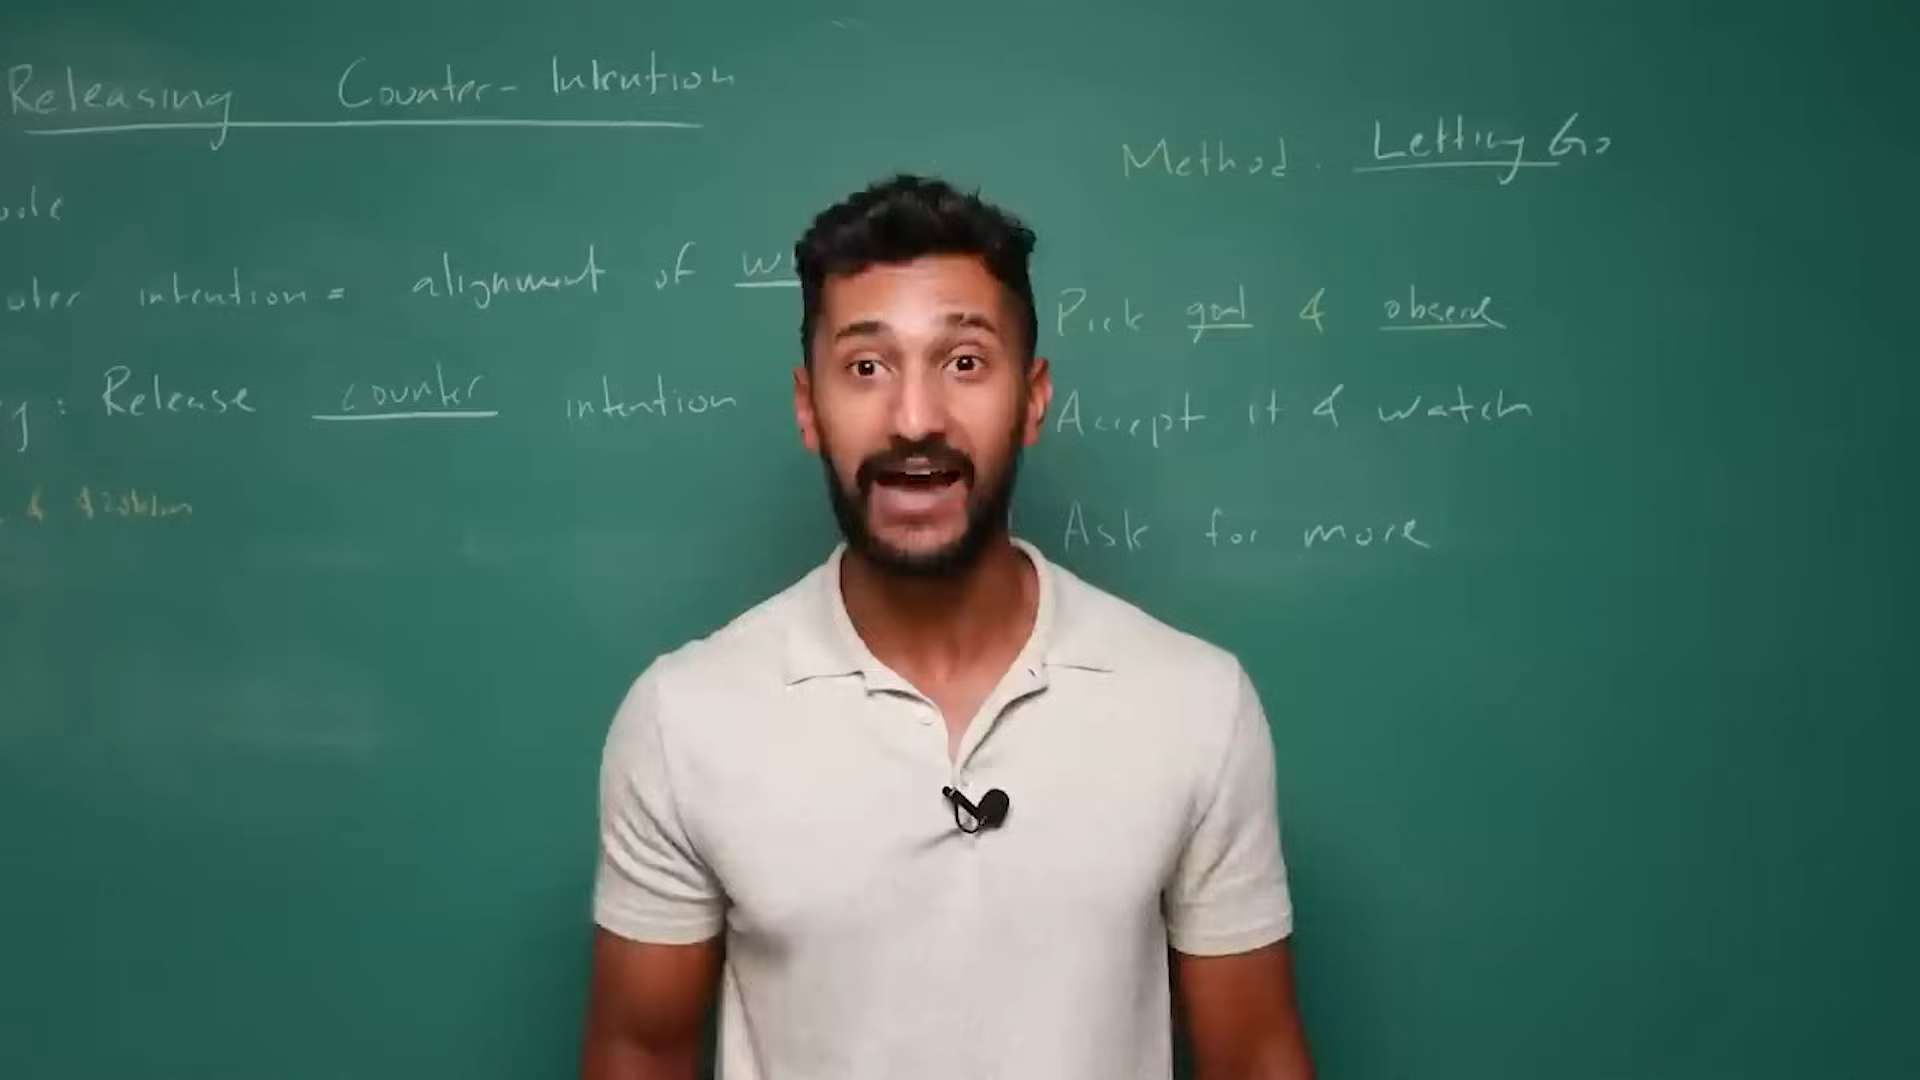 Releasing Counter-Intention
intention = alignment of
Release counter intention
Method. Letting Go
Pick goal & observe
Accept it & watch
Ask for more